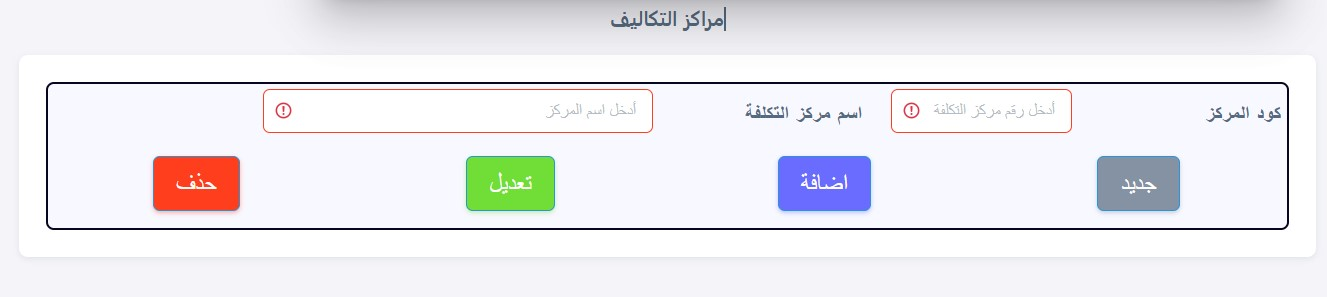 مراكز التكاليف
كود المركز أدخل رقم مركز التكلفة اسم مركز التكلفة أدخل اسم المركز
جديد اضافة تعديل حذف